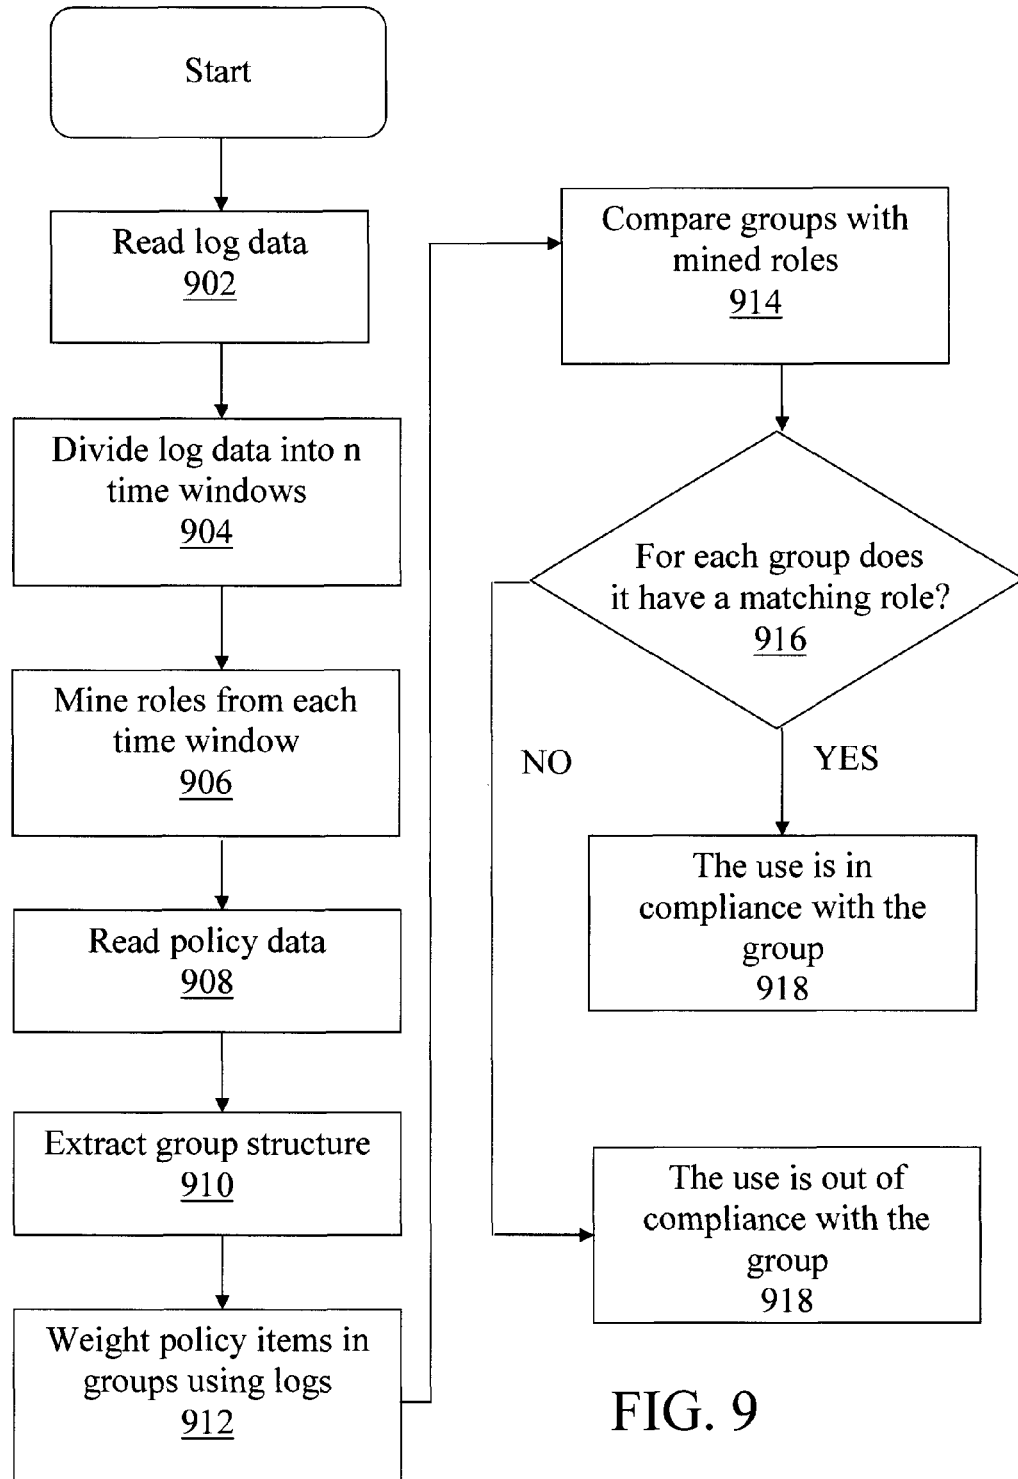 Start
Read log data
902
Divide log data into n
time windows
904
Mine roles from each
time window
906
Read policy data
908
Extract group structure
910
Weight policy items in
groups using logs
912
Compare groups with
mined roles
914
For each group does
it have a matching role?
916
NO
YES
The use is in
compliance with the
group
918
The use is out of
compliance with the
group
918
FIG. 9